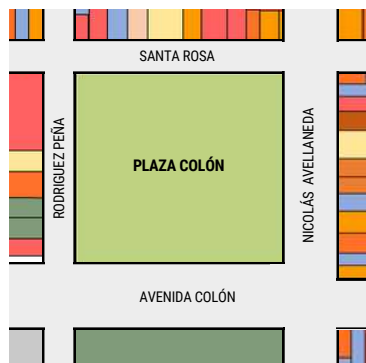 SANTA ROSA
RODRIGUEZ PEÑA
PLAZA COLÓN
NICOLÁS AVELLANEDA
AVENIDA COLÓN